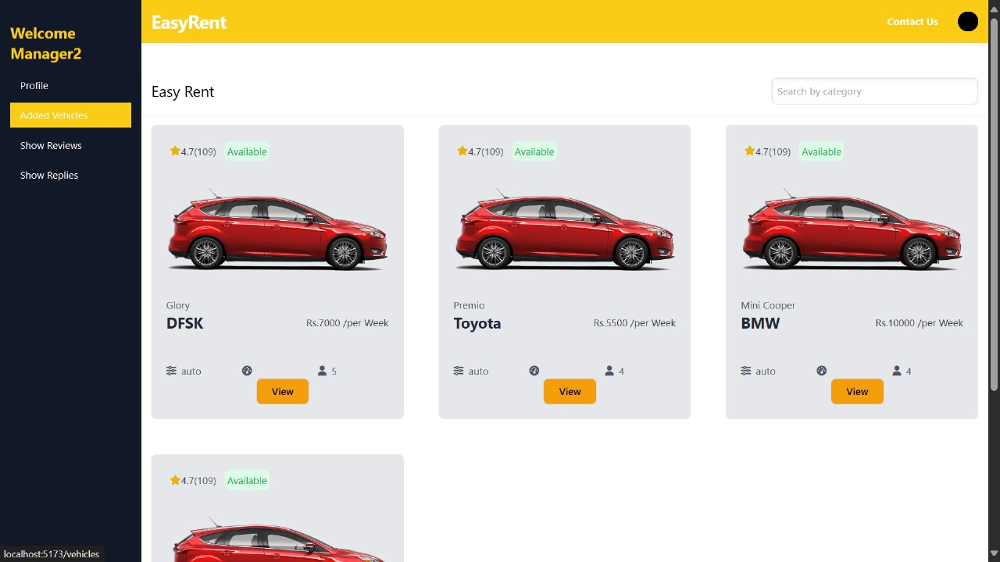 Welcome
Manager2
Profile
Added Vehicles
Show Reviews
Show Replies
EasyRent
Contact Us
Easy Rent
Search by category
4.7(109) Available
Glory
DFSK
Rs.7000 /per Week
auto
5
View
4.7(109) Available
Premio
Toyota
Rs.5500 /per Week
auto
4
View
4.7(109) Available
Mini Cooper
BMW
Rs.10000 /per Week
auto
4
View
4.7(109) Available
localhost:5173/vehicles